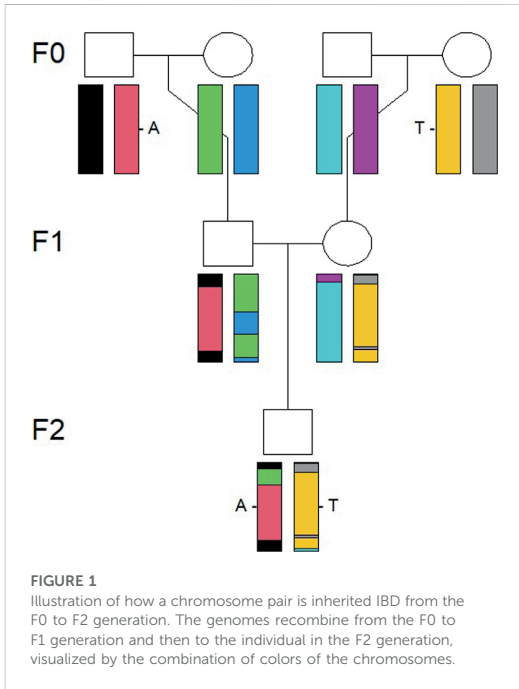 F0
A
T
F1
F2
A
T
FIGURE 1
Illustration of how a chromosome pair is inherited IBD from the
F0 to F2 generation. The genomes recombine from the F0 to
F1 generation and then to the individual in the F2 generation,
visualized by the combination of colors of the chromosomes.